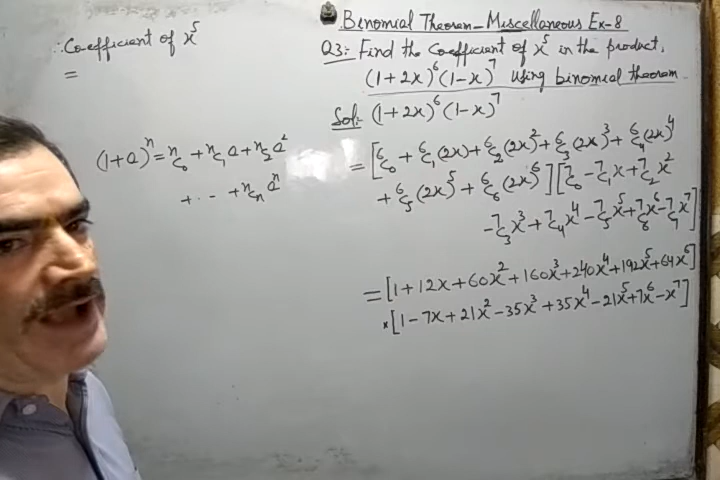 Binomial Theorem - Miscellaneous Ex-8
Q3:- Find the Coefficient of x⁵ in the product,
(1+2x)⁶(1-x)⁷ using binomial theorem.
Sol:- (1+2x)⁶(1-x)⁷
= [⁶C₀ + ⁶C₁(2x) + ⁶C₂(2x)² + ⁶C₃(2x)³ + ⁶C₄(2x)⁴
+ ⁶C₅(2x)⁵ + ⁶C₆(2x)⁶][⁷C₀ - ⁷C₁x + ⁷C₂x²
- ⁷C₃x³ + ⁷C₄x⁴ - ⁷C₅x⁵ + ⁷C₆x⁶ - ⁷C₇x⁷]
= [1+12x+60x²+160x³+240x⁴+192x⁵+64x⁶]
×[1-7x+21x²-35x³+35x⁴-21x⁵+7x⁶-x⁷]
∴ Coefficient of x⁵
=
(1+a)ⁿ = ⁿC₀ + ⁿC₁a + ⁿC₂a²
+ ... + ⁿCₙaⁿ